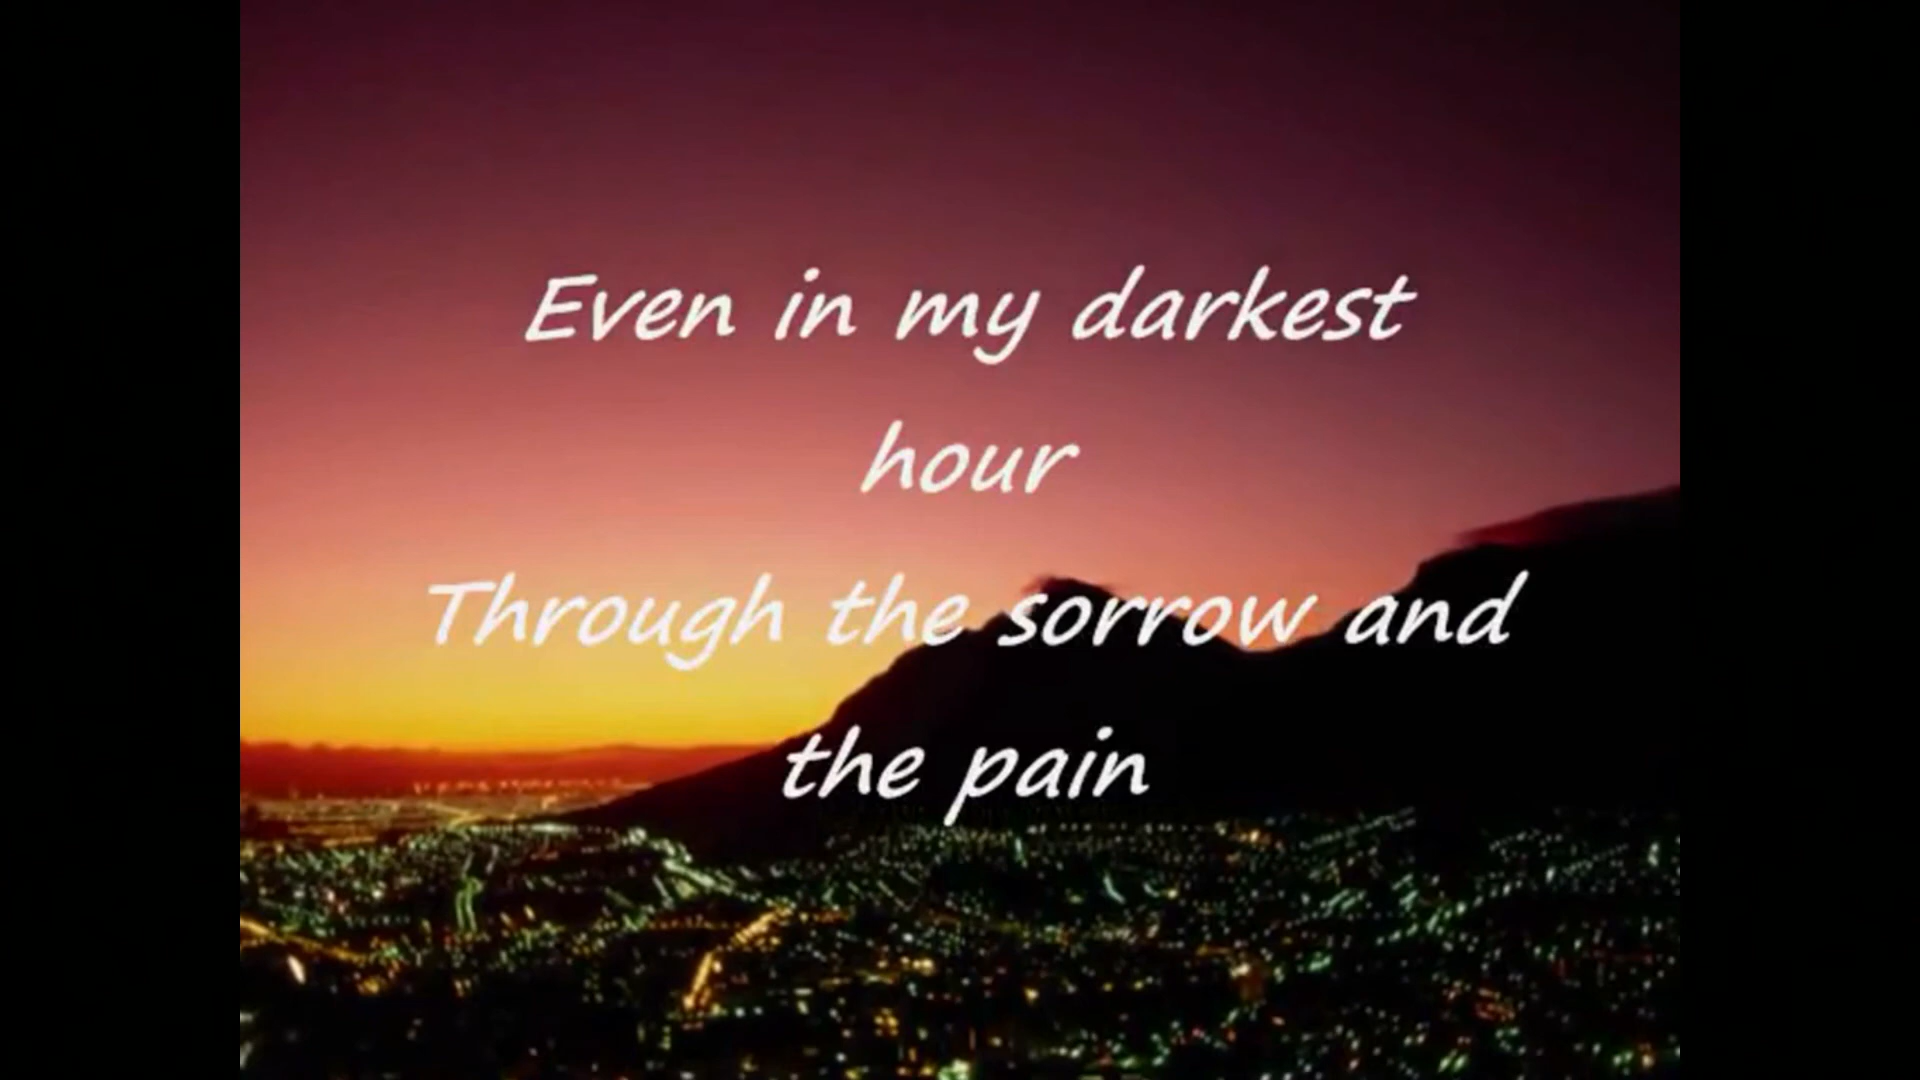 Even in my darkest
hour
Through the sorrow and
the pain